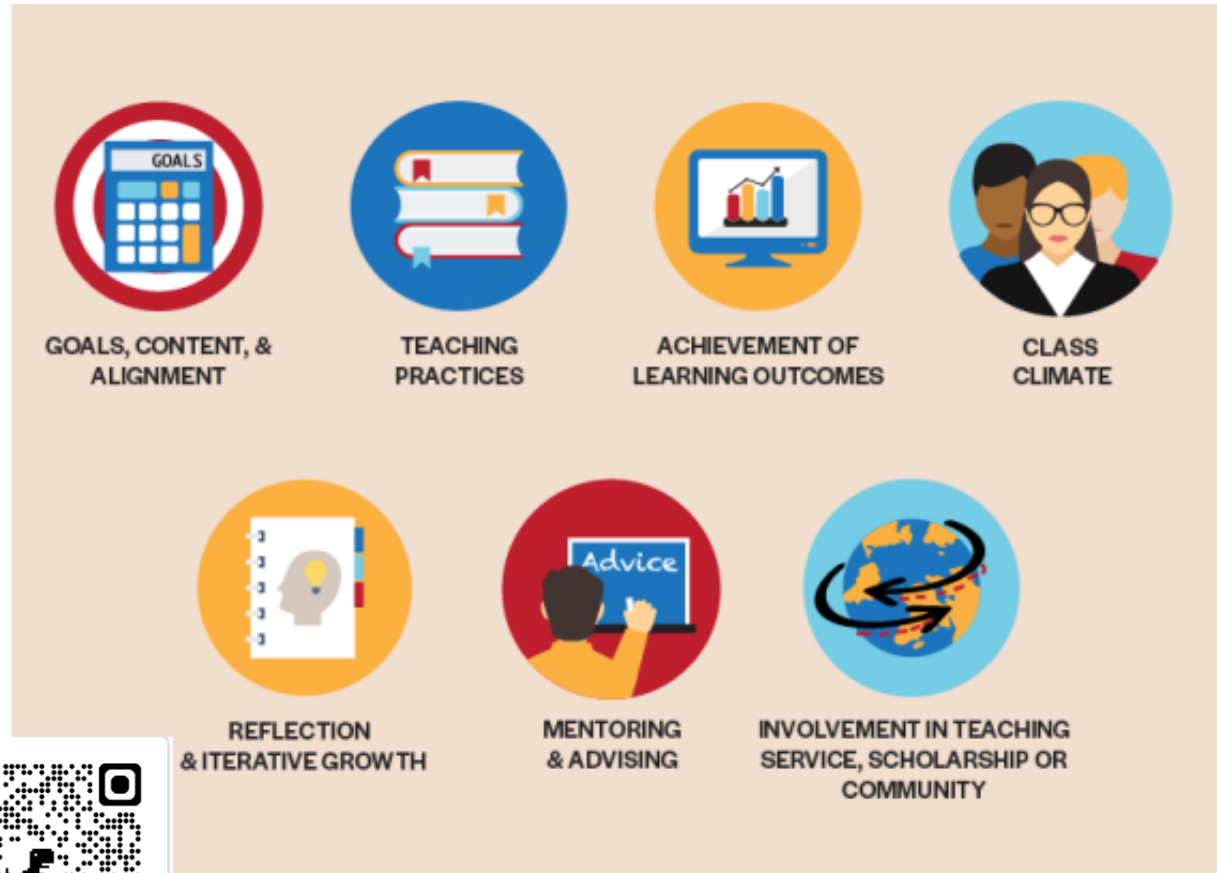 GOALS
GOALS, CONTENT, &
ALIGNMENT
TEACHING
PRACTICES
ACHIEVEMENT OF
LEARNING OUTCOMES
CLASS
CLIMATE
Advice
REFLECTION
& ITERATIVE GROWTH
MENTORING
& ADVISING
INVOLVEMENT IN TEACHING
SERVICE, SCHOLARSHIP OR
COMMUNITY